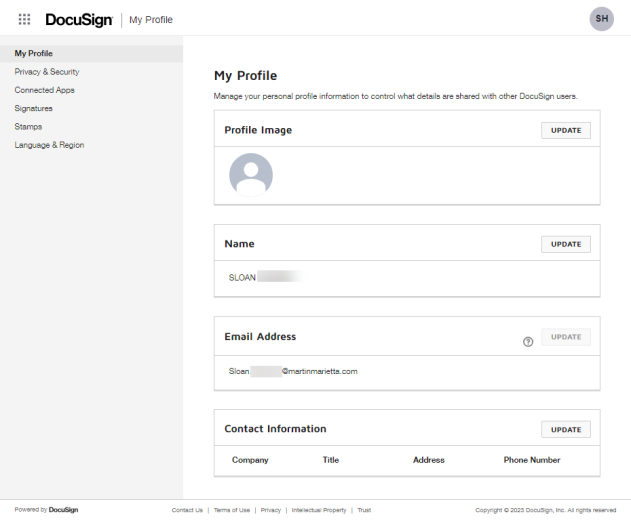 DocuSign My Profile SH
My Profile
Privacy & Security
Connected Apps
Signatures
Stamps
Language & Region
My Profile
Manage your personal profile information to control what details are shared with other DocuSign users.
Profile Image UPDATE
Name UPDATE
SLOAN
Email Address ? UPDATE
Sloan @martinmarietta.com
Contact Information UPDATE
Company Title Address Phone Number
Powered by DocuSign Contact Us | Terms of Use | Privacy | Intellectual Property | Trust Copyright © 2023 DocuSign, Inc. All rights reserved